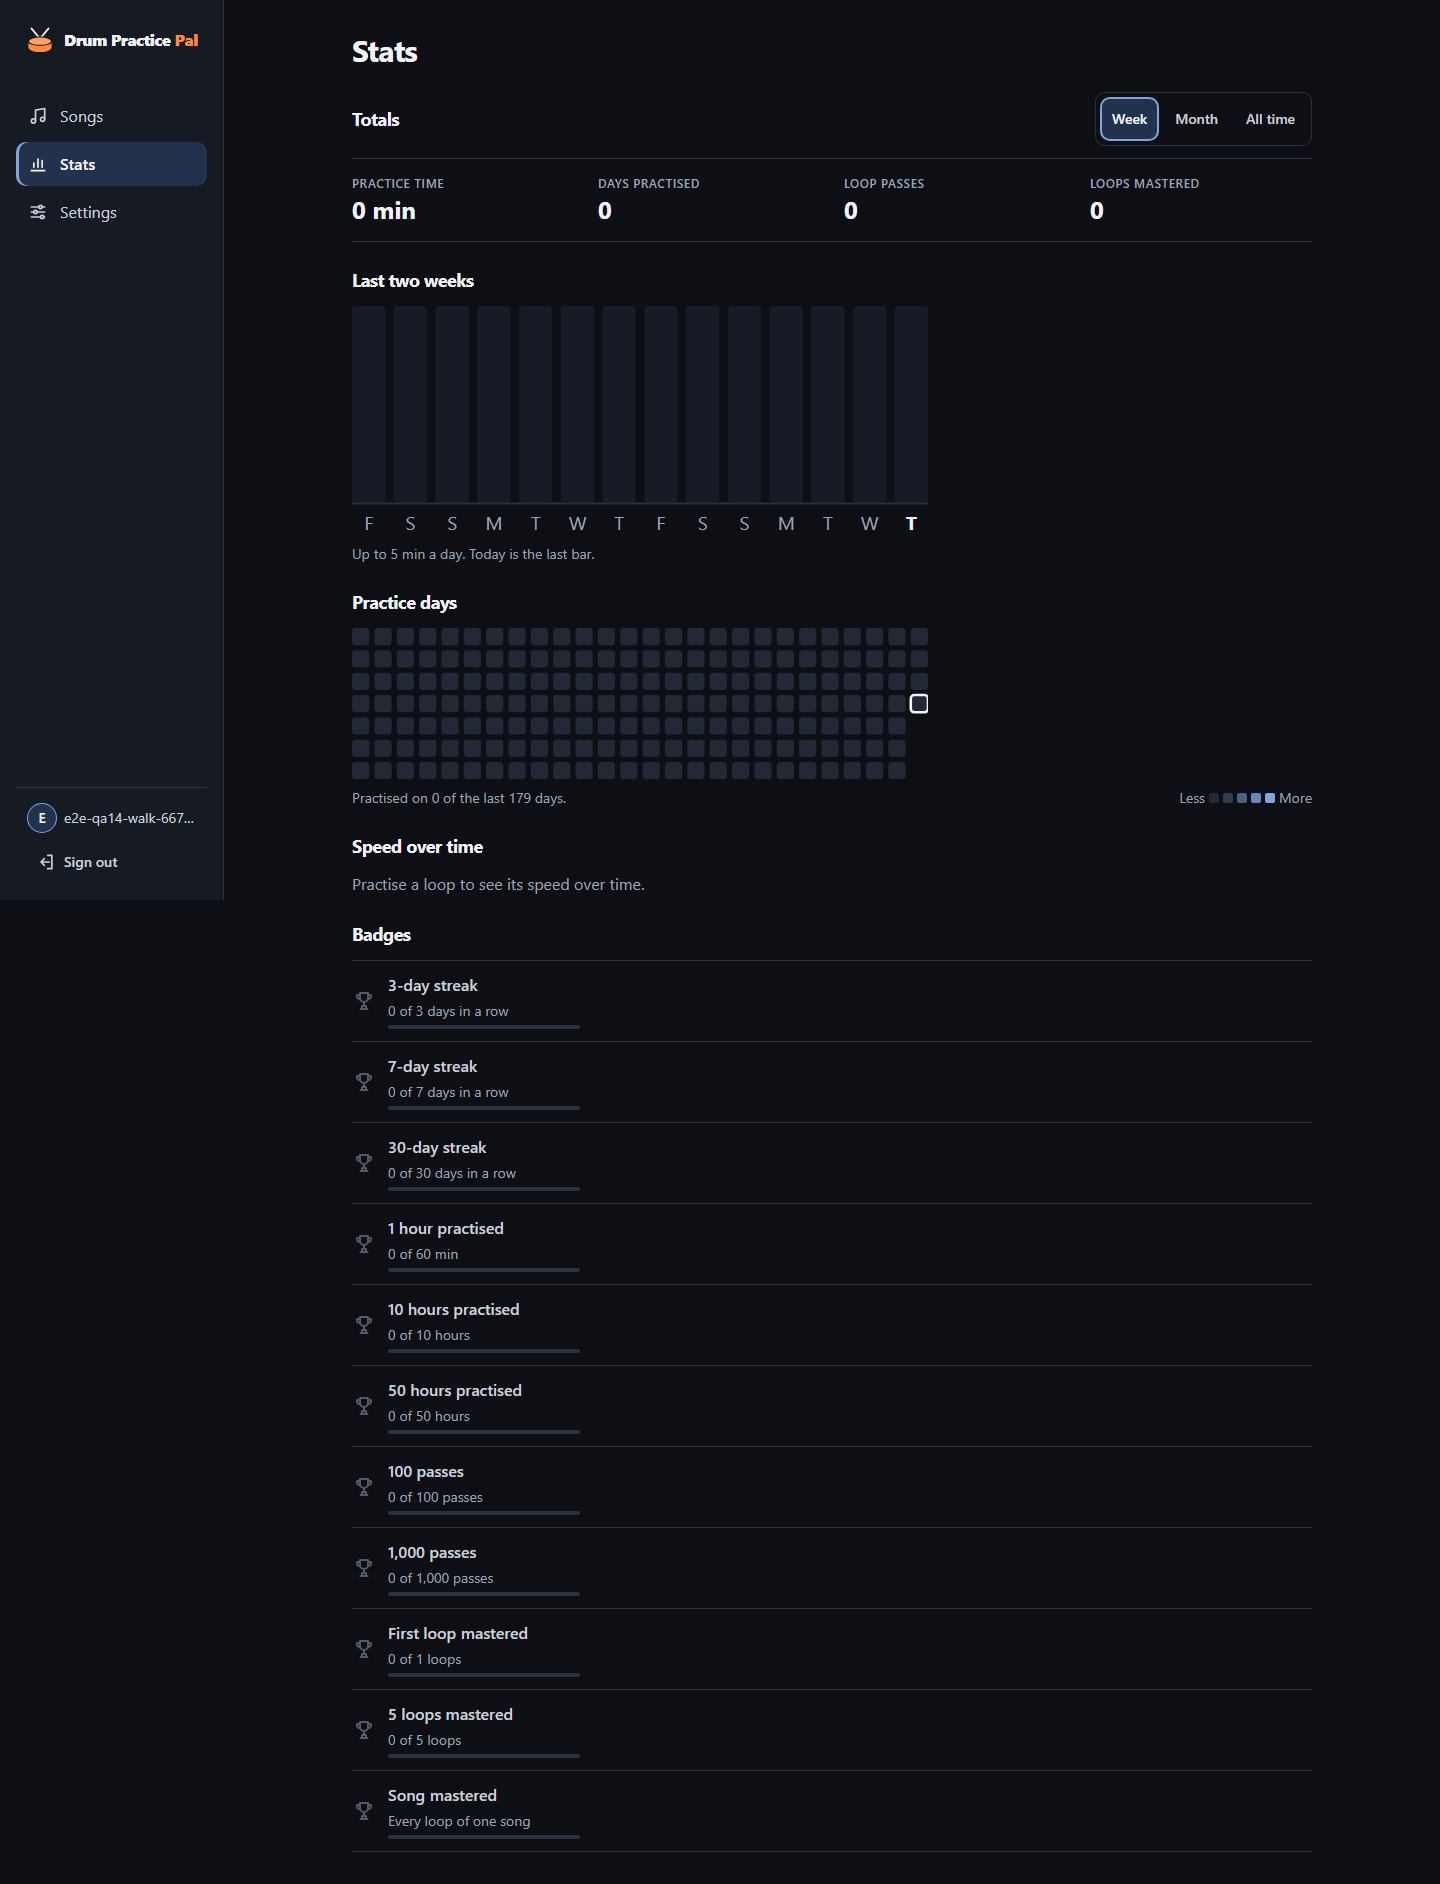 Drum Practice Pal
Songs
Stats
Settings
e2e-qa14-walk-667...
E
Sign out
Stats
Totals
Week Month All time
PRACTICE TIME
0 min
DAYS PRACTISED
0
LOOP PASSES
0
LOOPS MASTERED
0
Last two weeks
F S S M T W T F S S M T W T
Up to 5 min a day. Today is the last bar.
Practice days
Practised on 0 of the last 179 days.
Less More
Speed over time
Practise a loop to see its speed over time.
Badges
3-day streak
0 of 3 days in a row
7-day streak
0 of 7 days in a row
30-day streak
0 of 30 days in a row
1 hour practised
0 of 60 min
10 hours practised
0 of 10 hours
50 hours practised
0 of 50 hours
100 passes
0 of 100 passes
1,000 passes
0 of 1,000 passes
First loop mastered
0 of 1 loops
5 loops mastered
0 of 5 loops
Song mastered
Every loop of one song